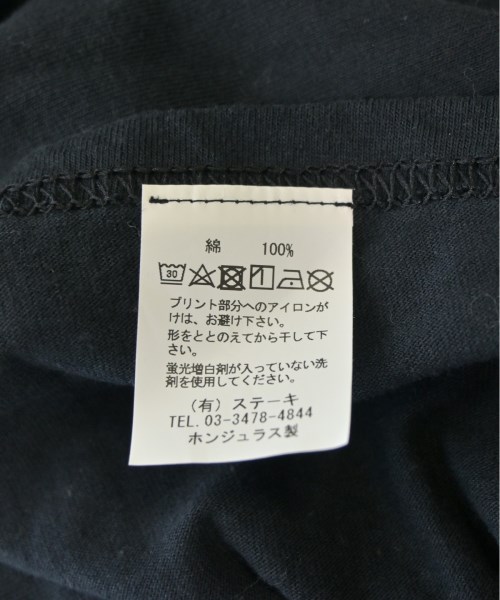 綿 100%
30
プリント部分へのアイロンが
けは、お避け下さい。
形をととのえてから干して下
さい。
蛍光増白剤が入っていない洗
剤を使用してください。
（有）ステーキ
TEL.03-3478-4844
ホンジュラス製